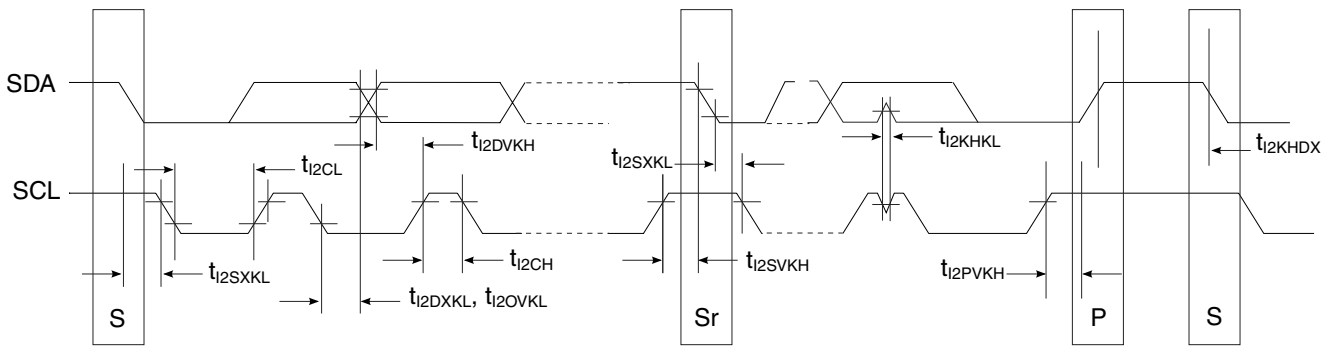 SDA
tI2DVKH
tI2KHKL
tI2SXKL
tI2KHDX
tI2CL
SCL
tI2SXKL
tI2CH
tI2SVKH
tI2PVKH
tI2DXKL, tI2OVKL
S
Sr
P
S